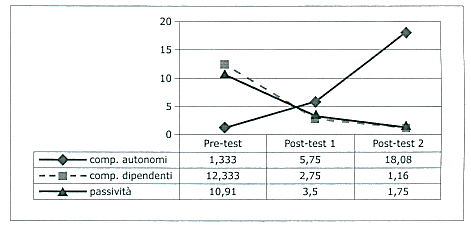 20
15
10
5
0
Pre-test Post-test 1 Post-test 2
comp. autonomi 1,333 5,75 18,08
comp. dipendenti 12,333 2,75 1,16
passività 10,91 3,5 1,75